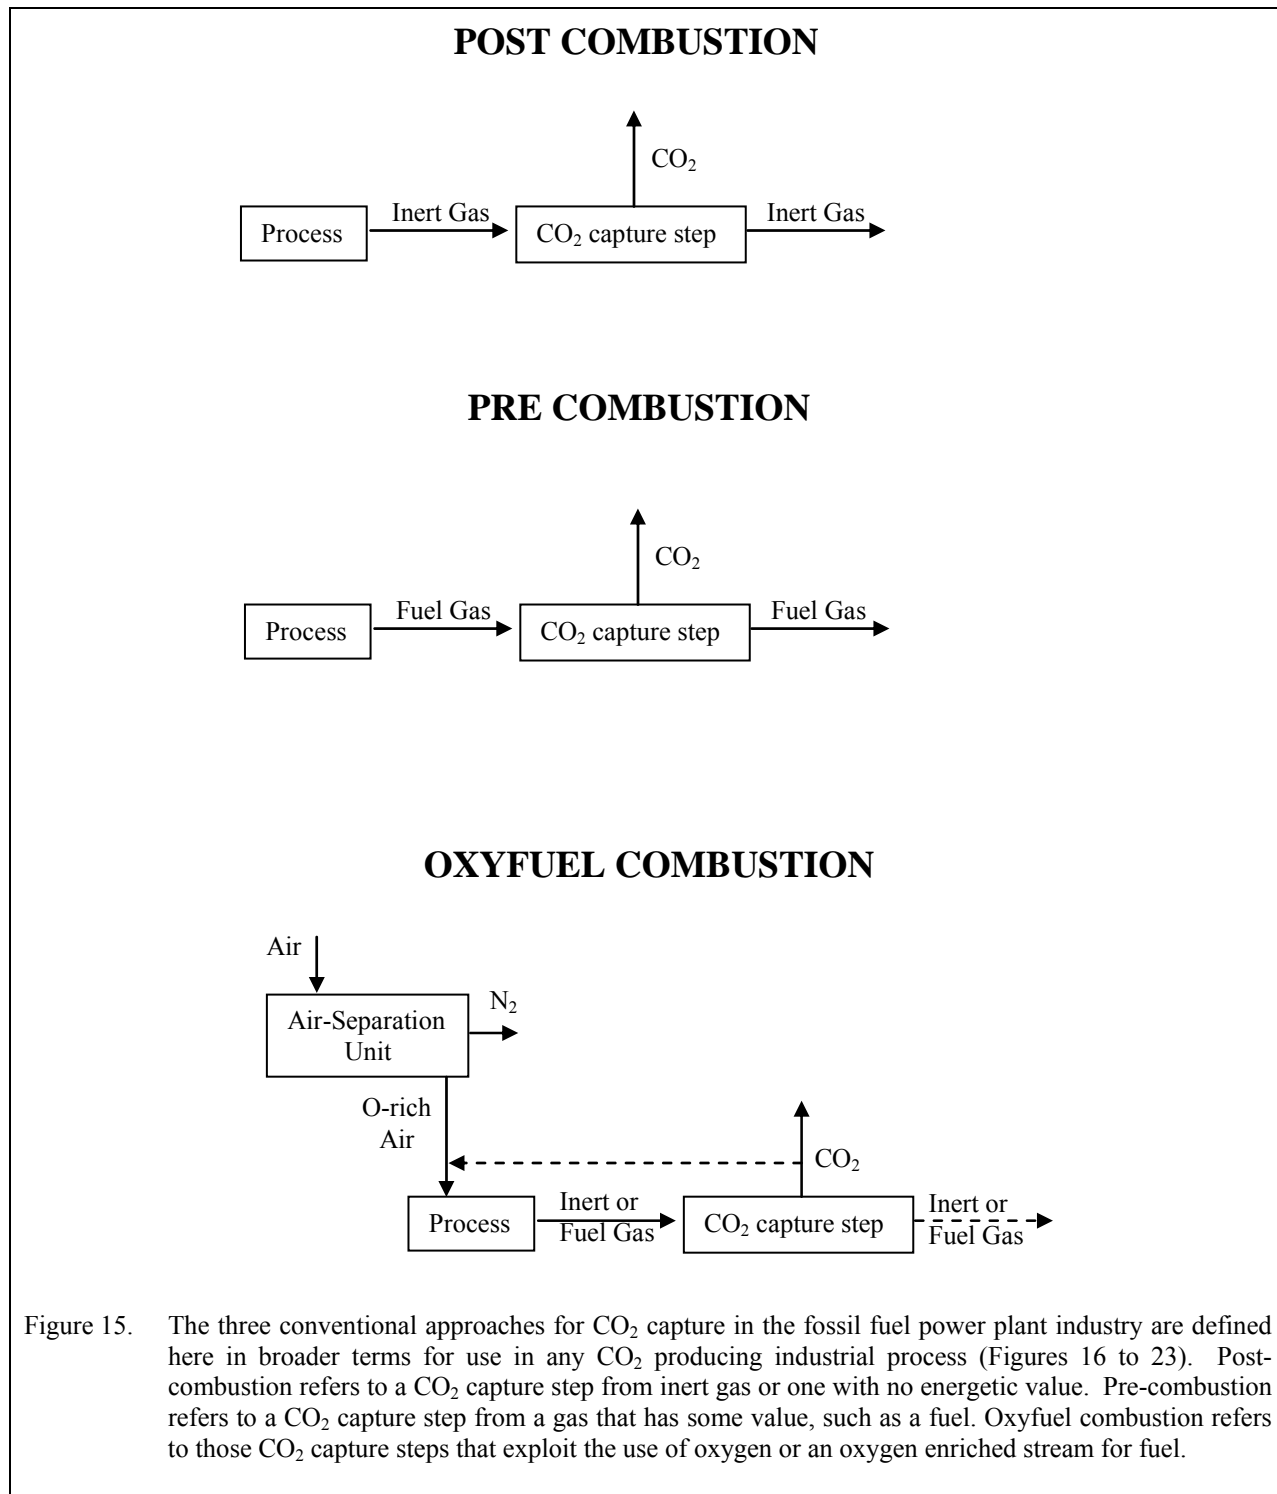 POST COMBUSTION
CO₂
Inert Gas
Inert Gas
Process
CO₂ capture step
PRE COMBUSTION
CO₂
Fuel Gas
Fuel Gas
Process
CO₂ capture step
OXYFUEL COMBUSTION
Air
N₂
Air-Separation
Unit
O-rich
Air
CO₂
Inert or
Fuel Gas
Inert or
Fuel Gas
Process
CO₂ capture step
Figure 15. The three conventional approaches for CO₂ capture in the fossil fuel power plant industry are defined
here in broader terms for use in any CO₂ producing industrial process (Figures 16 to 23). Post-
combustion refers to a CO₂ capture step from inert gas or one with no energetic value. Pre-combustion
refers to a CO₂ capture step from a gas that has some value, such as a fuel. Oxyfuel combustion refers
to those CO₂ capture steps that exploit the use of oxygen or an oxygen enriched stream for fuel.